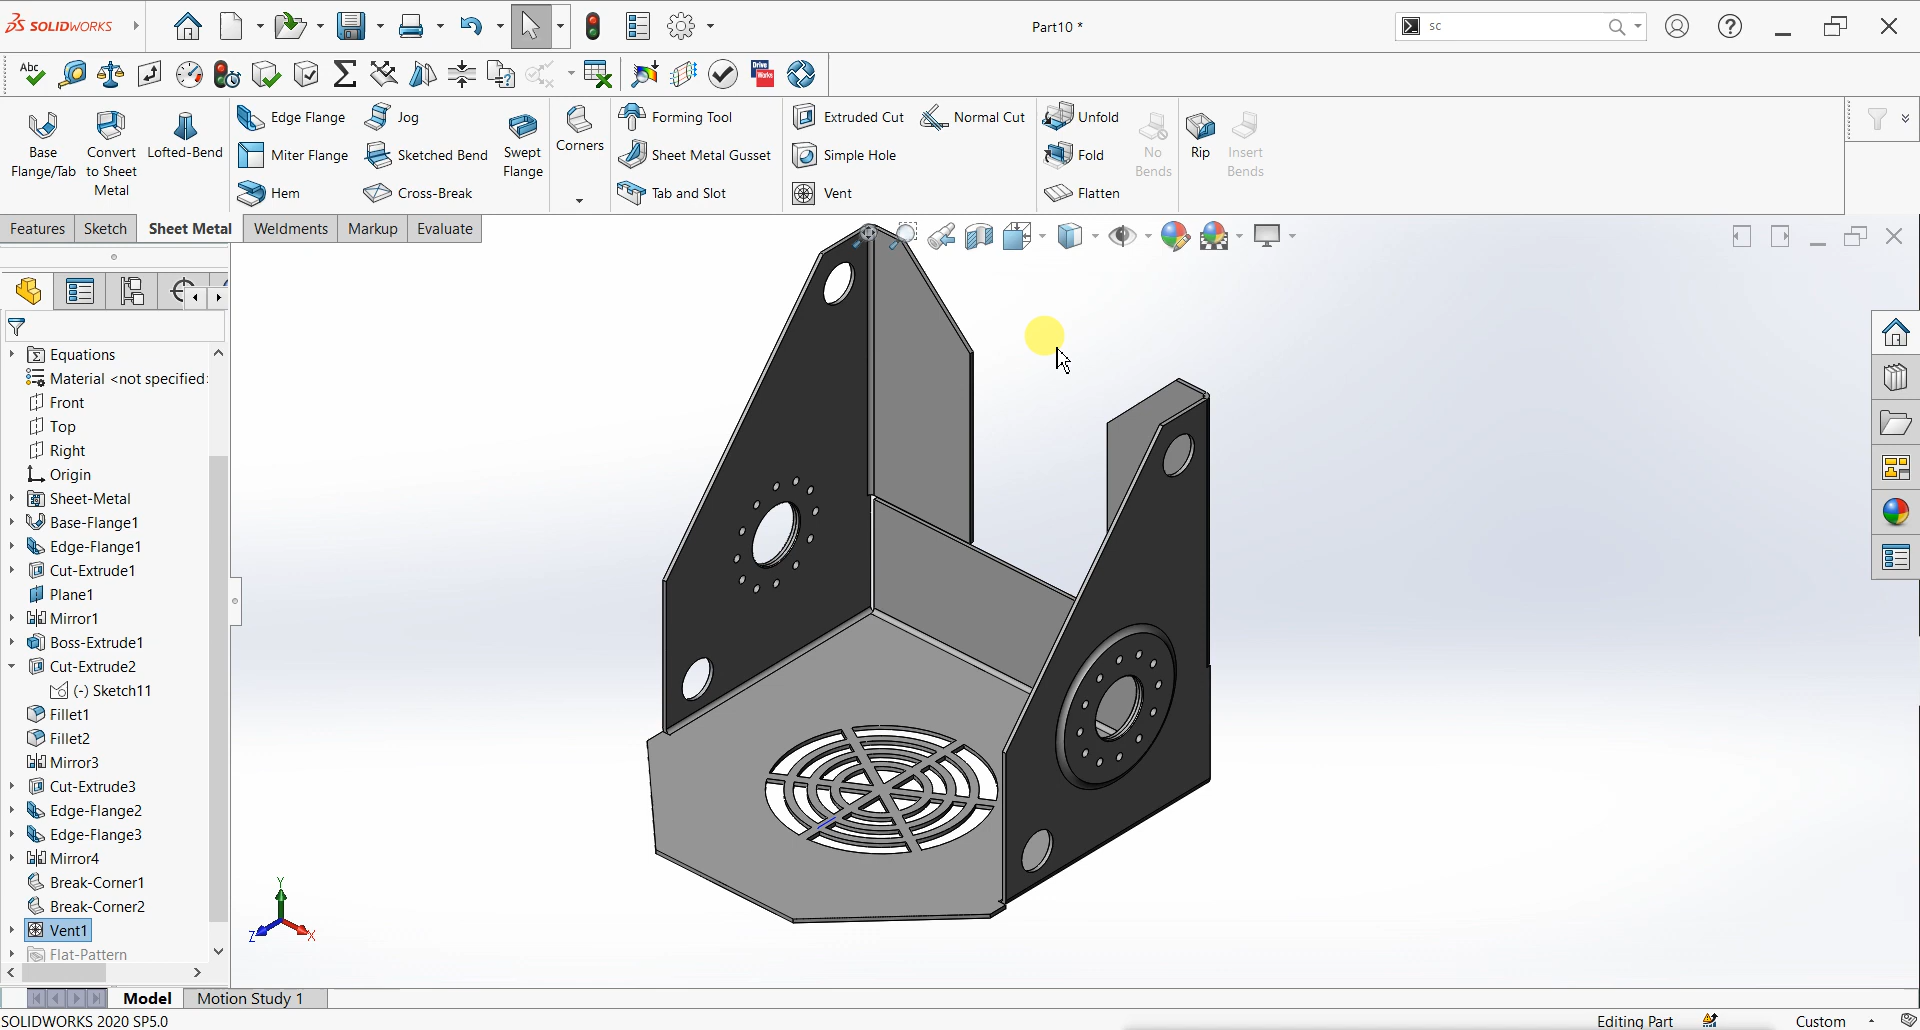 SOLIDWORKS
Part10 *
sc
Abc
Drive
Works
Base
Flange/Tab
Convert
to Sheet
Metal
Lofted-Bend
Edge Flange
Miter Flange
Hem
Jog
Sketched Bend
Cross-Break
Swept
Flange
Corners
Forming Tool
Sheet Metal Gusset
Tab and Slot
Extruded Cut
Simple Hole
Vent
Normal Cut
Unfold
Fold
Flatten
No
Bends
Rip
Insert
Bends
Features
Sketch
Sheet Metal
Weldments
Markup
Evaluate
Equations
Material <not specified
Front
Top
Right
Origin
Sheet-Metal
Base-Flange1
Edge-Flange1
Cut-Extrude1
Plane1
Mirror1
Boss-Extrude1
Cut-Extrude2
(-) Sketch11
Fillet1
Fillet2
Mirror3
Cut-Extrude3
Edge-Flange2
Edge-Flange3
Mirror4
Break-Corner1
Break-Corner2
Vent1
Flat-Pattern
Y
Z
X
Model
Motion Study 1
SOLIDWORKS 2020 SP5.0
Editing Part
Custom